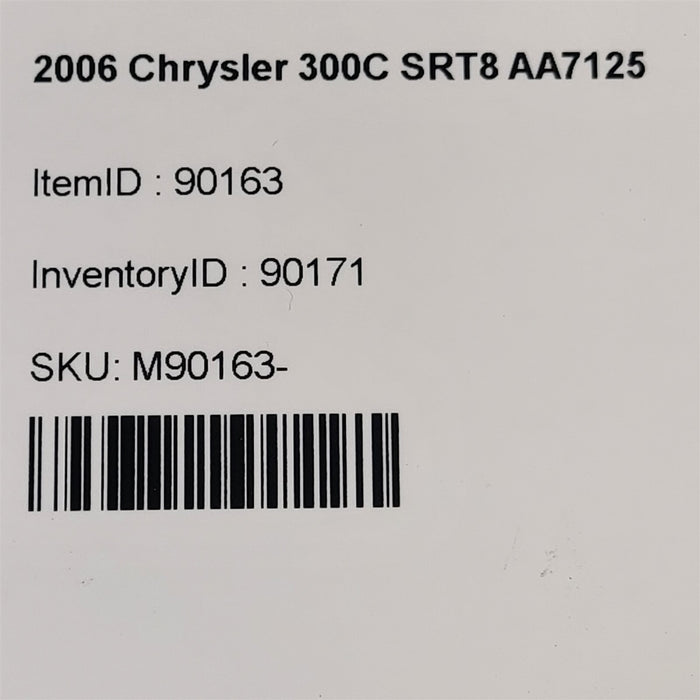 2006 Chrysler 300C SRT8 AA7125
ItemID : 90163
InventoryID : 90171
SKU: M90163-